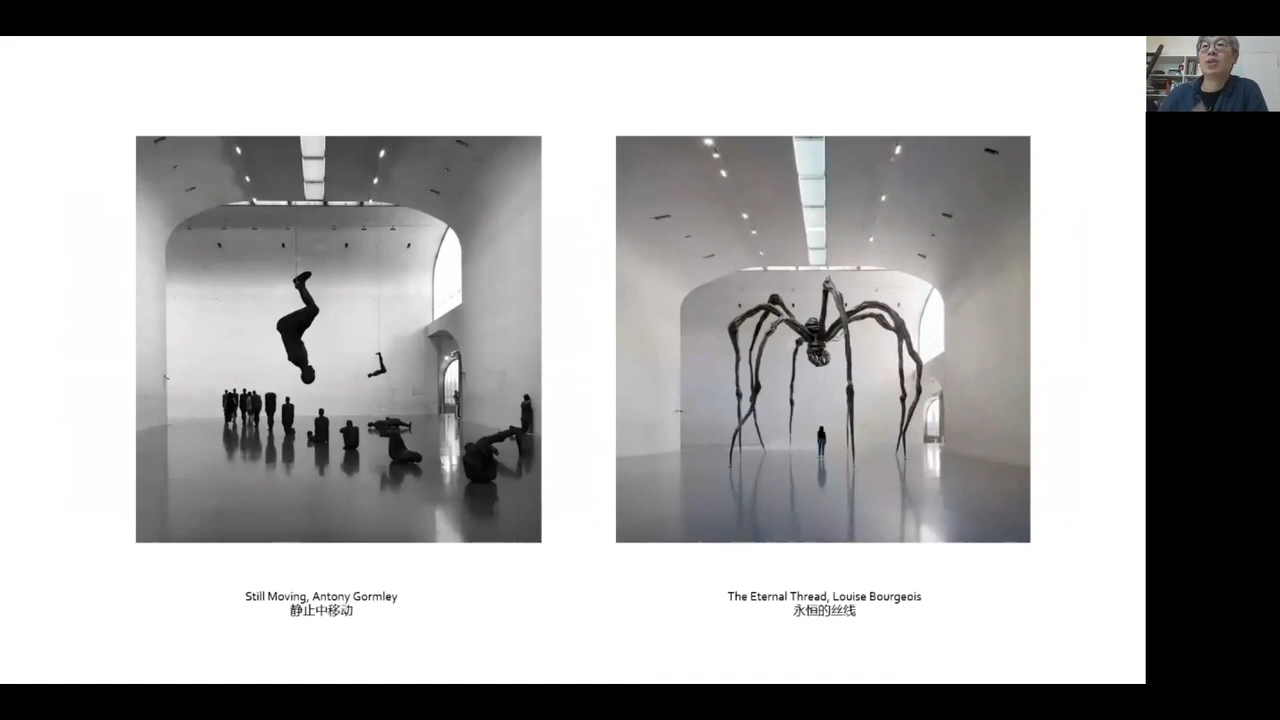 Still Moving, Antony Gormley
静止中移动
The Eternal Thread, Louise Bourgeois
永恒的丝线